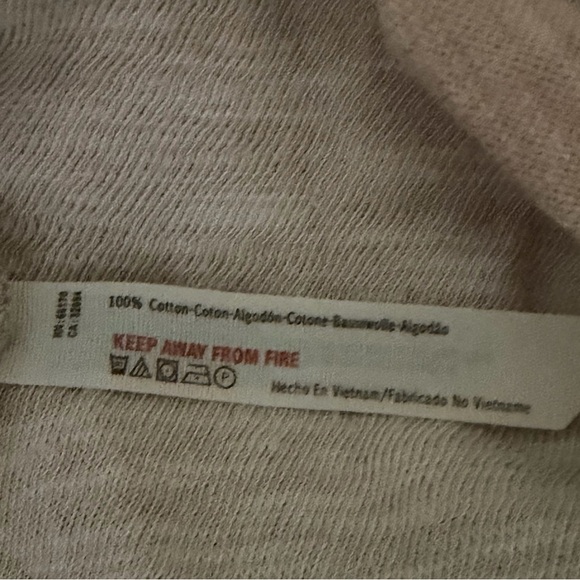 100% Cotton-Coton-Algodón-Cotone-Baumwolle-Algodão
KEEP AWAY FROM FIRE
P
Hecho En Vietnam/Fabricado No Vietname